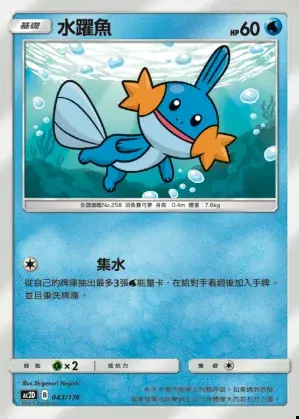 基礎 水躍魚 HP60
全國圖鑑No.258 沼魚寶可夢 身高：0.4m 體重：7.6kg
集水
從自己的牌庫抽出最多3張能量卡，在給對手看過後加入手牌。
並且重洗牌庫。
弱點 ×2 抵抗力
Illus. Shigenori Negishi
AC2D D 043/176